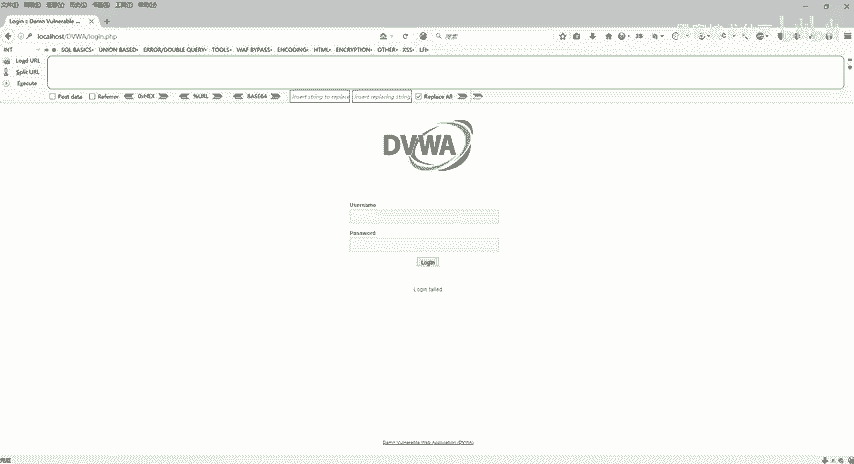 Login :: Damn Vulnerable ...
localhost/DVWA/login.php
搜索
INT
SQL BASICS▾ UNION BASED▾ ERROR/DOUBLE QUERY▾ TOOLS▾ WAF BYPASS▾ ENCODING▾ HTML▾ ENCRYPTION▾ OTHER▾ XSS▾ LFI▾
Load URL
Split URL
Execute
Post data Referrer 0xHEX %URL BASE64 Insert string to replace Insert replacing string Replace All
DVWA
Username
Password
Login
Login failed
Damn Vulnerable Web Application (DVWA)
完成